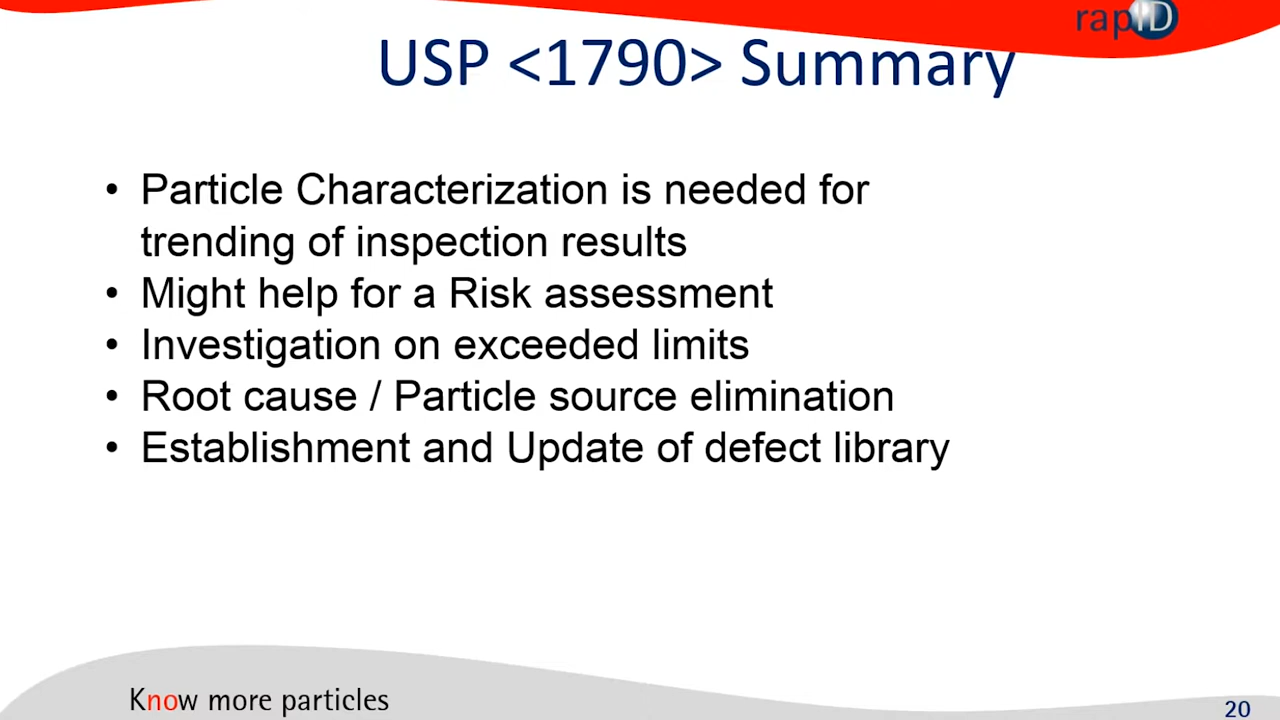 rapID
USP <1790> Summary
• Particle Characterization is needed for
trending of inspection results
• Might help for a Risk assessment
• Investigation on exceeded limits
• Root cause / Particle source elimination
• Establishment and Update of defect library
Know more particles
20